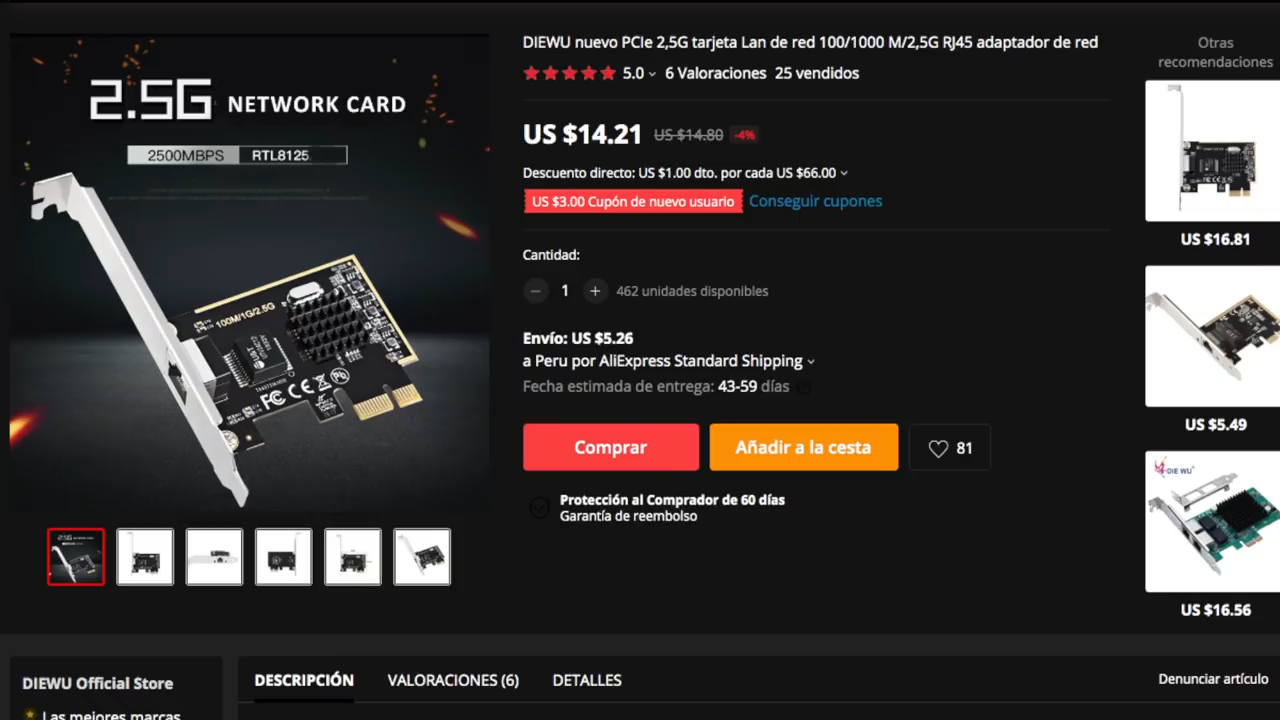 DIEWU nuevo PCIe 2,5G tarjeta Lan de red 100/1000 M/2,5G RJ45 adaptador de red
5.0 6 Valoraciones 25 vendidos
2.5G NETWORK CARD
2500MBPS RTL8125
100M/1G/2.5G
FC CE Pb
US $14.21 US $14.80 -4%
Descuento directo: US $1.00 dto. por cada US $66.00
US $3.00 Cupón de nuevo usuario Conseguir cupones
Cantidad:
− 1 + 462 unidades disponibles
Envío: US $5.26
a Peru por AliExpress Standard Shipping
Fecha estimada de entrega: 43-59 días
Comprar Añadir a la cesta 81
Protección al Comprador de 60 días
Garantía de reembolso
Otras
recomendaciones
US $16.81
US $5.49
DIE WU
US $16.56
DIEWU Official Store
Las mejores marcas
DESCRIPCIÓN VALORACIONES (6) DETALLES
Denunciar artículo